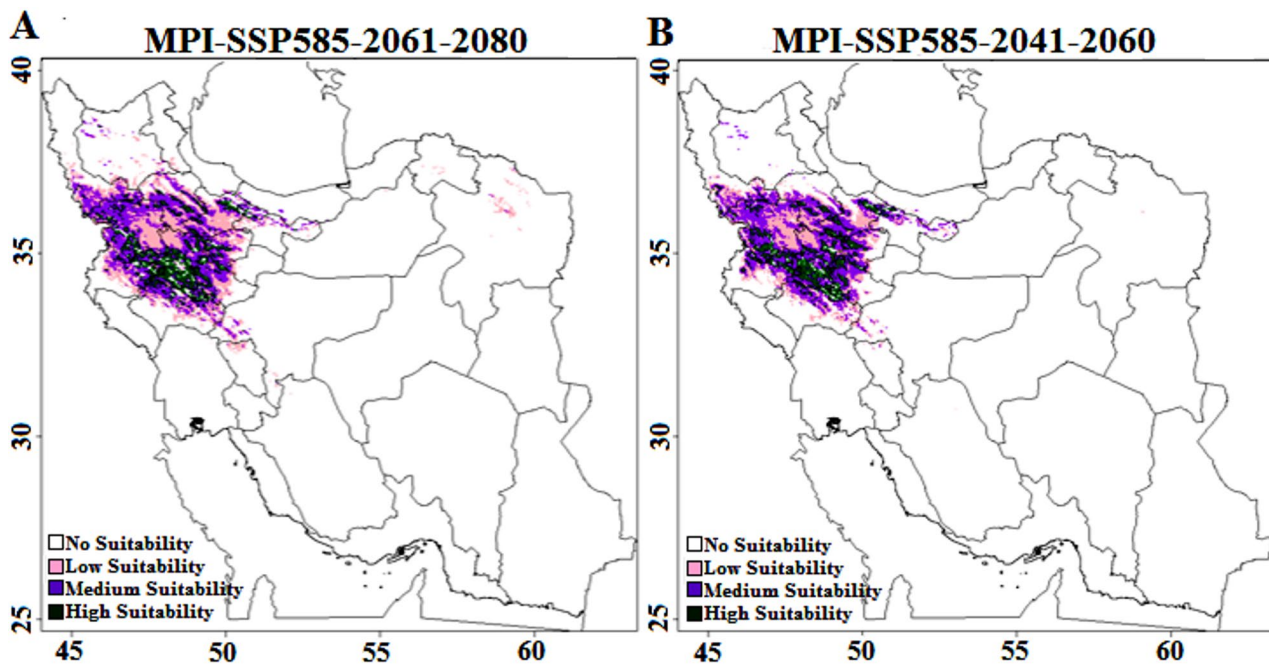 A
MPI-SSP585-2061-2080
40
35
30
25
No Suitability
Low Suitability
Medium Suitability
High Suitability
45 50 55 60
B
MPI-SSP585-2041-2060
40
35
30
25
No Suitability
Low Suitability
Medium Suitability
High Suitability
45 50 55 60